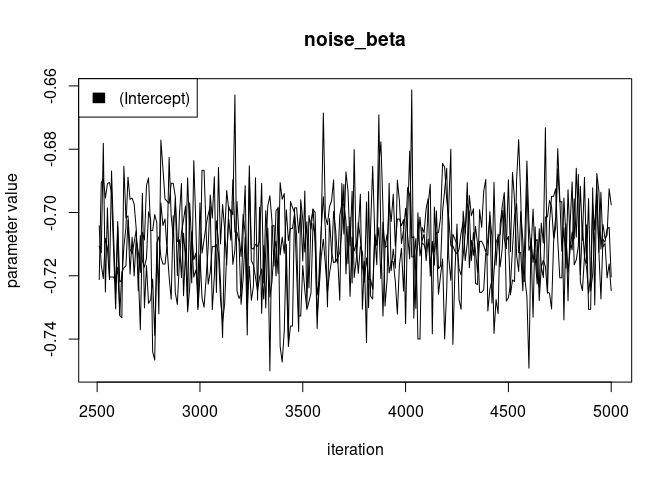 noise_beta
(Intercept)
parameter value
-0.66
-0.68
-0.70
-0.72
-0.74
2500 3000 3500 4000 4500 5000
iteration